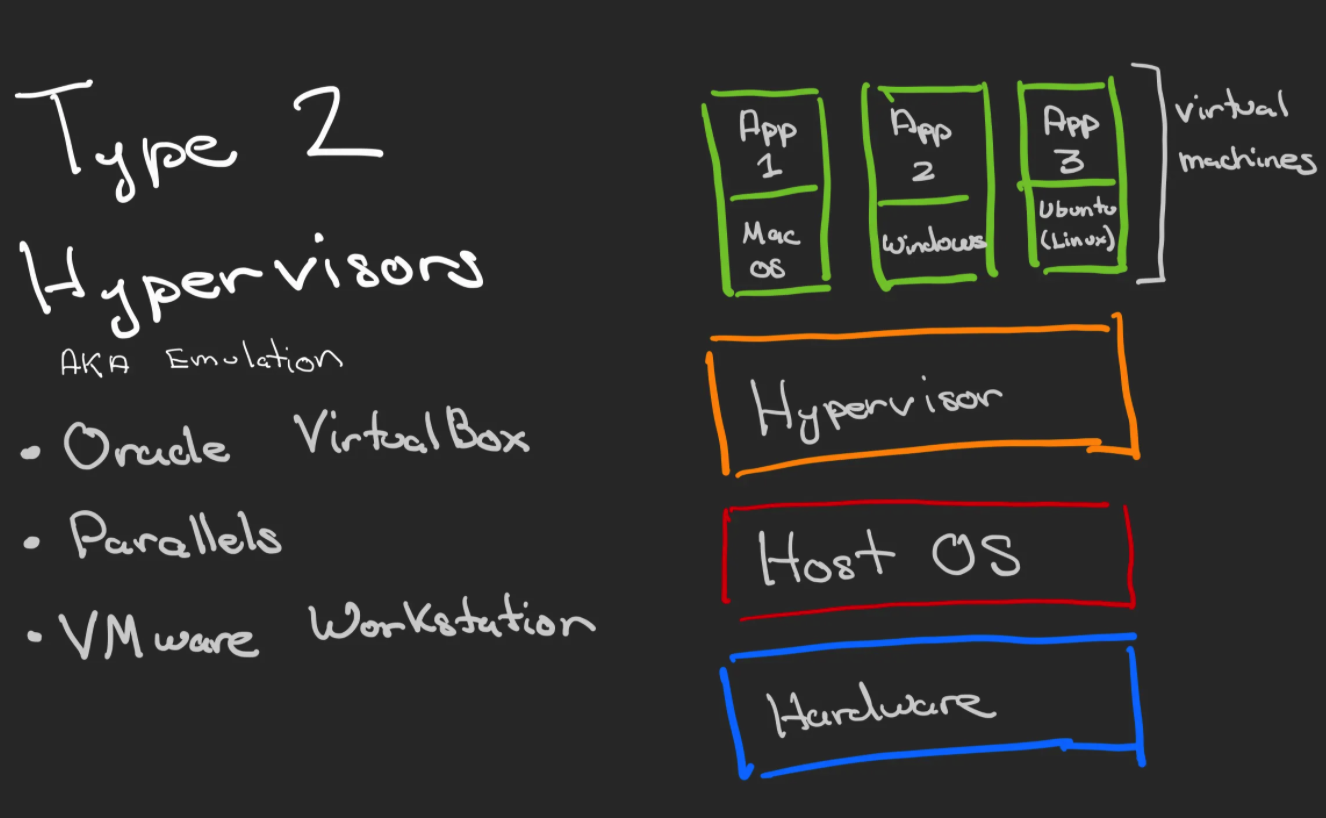 Type 2
Hypervisors
AKA Emulation
• Oracle VirtualBox
• Parallels
• VMware Workstation
App
1
Mac
OS
App
2
Windows
App
3
Ubuntu
(Linux)
virtual
machines
Hypervisor
Host OS
Hardware